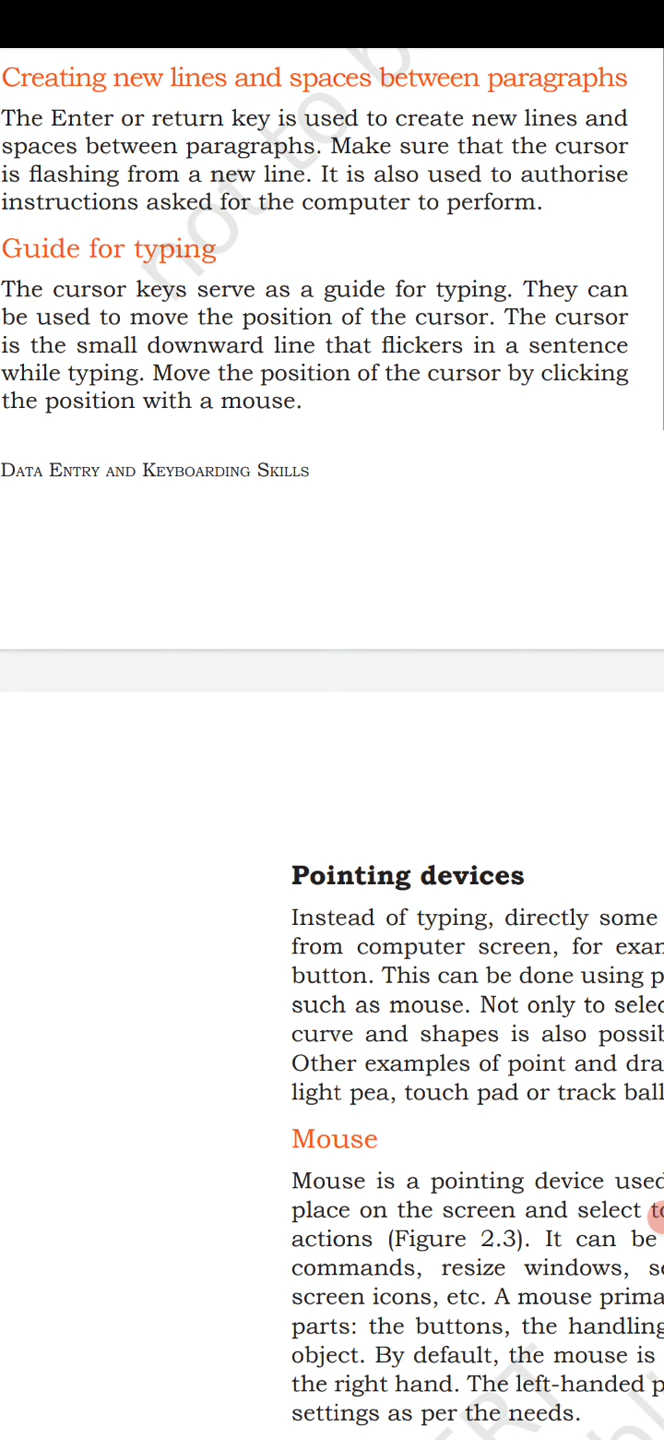 Creating new lines and spaces between paragraphs
The Enter or return key is used to create new lines and
spaces between paragraphs. Make sure that the cursor
is flashing from a new line. It is also used to authorise
instructions asked for the computer to perform.
Guide for typing
The cursor keys serve as a guide for typing. They can
be used to move the position of the cursor. The cursor
is the small downward line that flickers in a sentence
while typing. Move the position of the cursor by clicking
the position with a mouse.
Data Entry and Keyboarding Skills
Pointing devices
Instead of typing, directly some
from computer screen, for
button. This can be done using
such as mouse. Not only to
curve and shapes is also
Other examples of point and
light pea, touch pad or track ball
Mouse
Mouse is a pointing device used
place on the screen and select
actions (Figure 2.3). It can be
commands, resize windows,
screen icons, etc. A mouse
parts: the buttons, the handling
object. By default, the mouse is
the right hand. The left-handed
settings as per the needs.
not to b